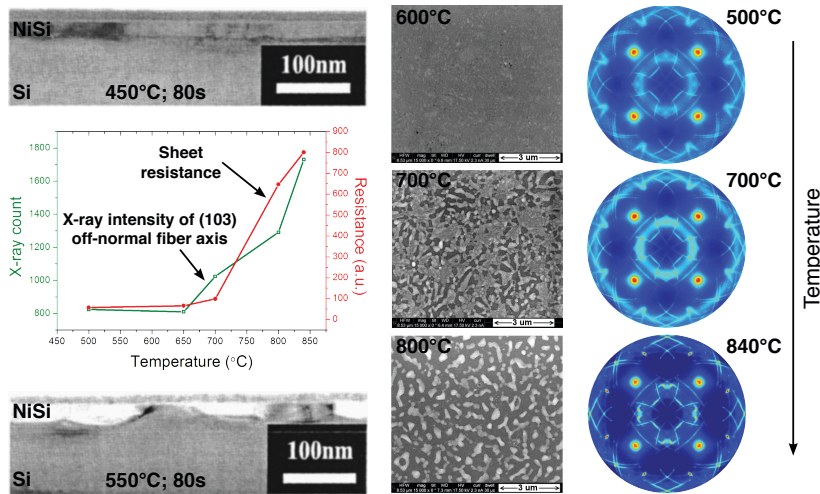 NiSi
Si
450°C; 80s
100nm
1800
1600
1400
1200
1000
800
X-ray count
900
800
700
600
500
400
300
200
100
0
Resistance (a.u.)
Sheet
resistance
X-ray intensity of (103)
off-normal fiber axis
450 500 550 600 650 700 750 800 850
Temperature (°C)
NiSi
Si
550°C; 80s
100nm
600°C
3 um
700°C
3 um
800°C
3 um
500°C
700°C
840°C
Temperature